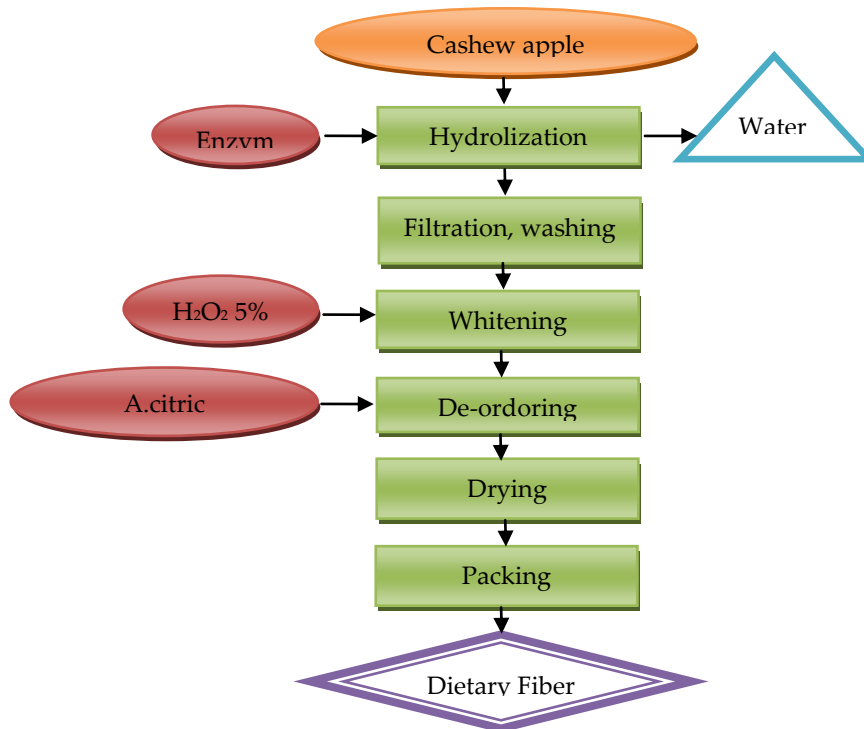 Cashew apple
Enzym
Hydrolization
Water
Filtration, washing
H₂O₂ 5%
Whitening
A.citric
De-ordoring
Drying
Packing
Dietary Fiber